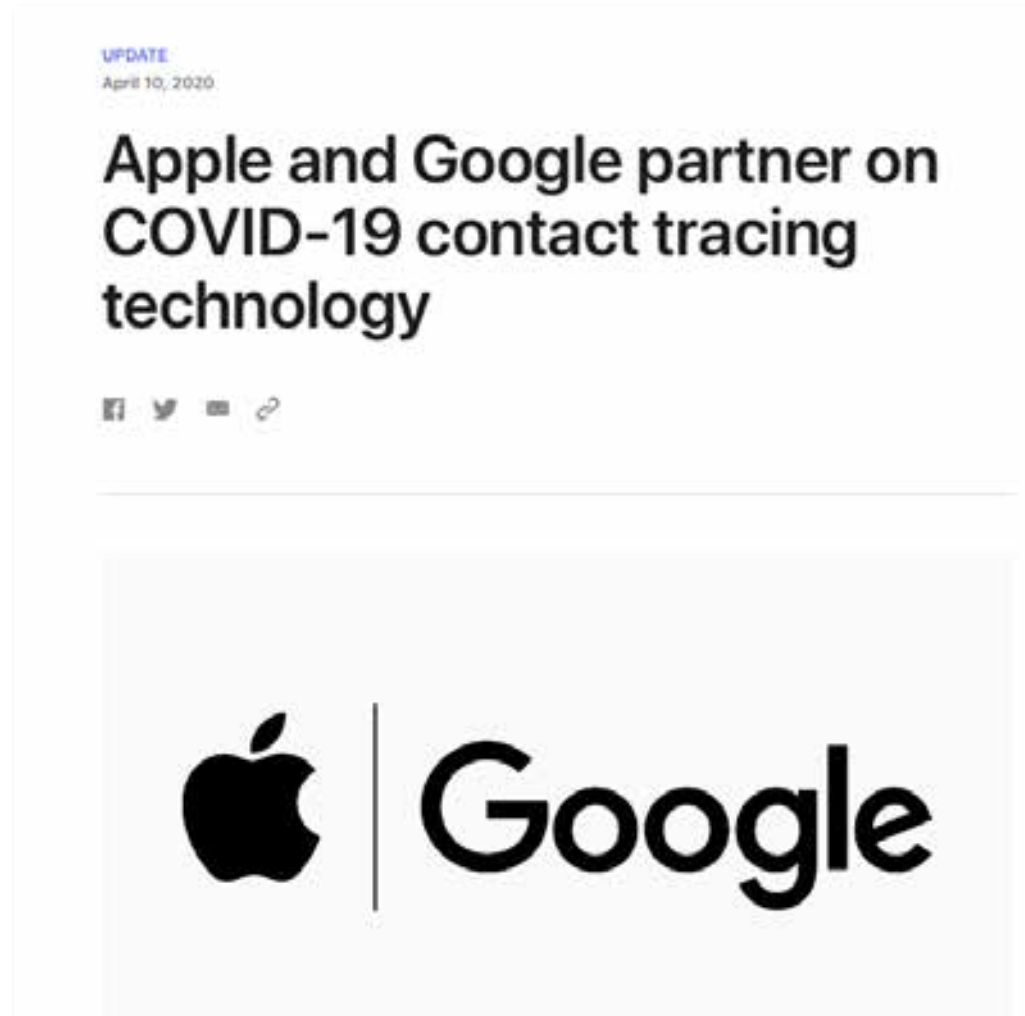 UPDATE
April 10, 2020
Apple and Google partner on
COVID-19 contact tracing
technology
Google